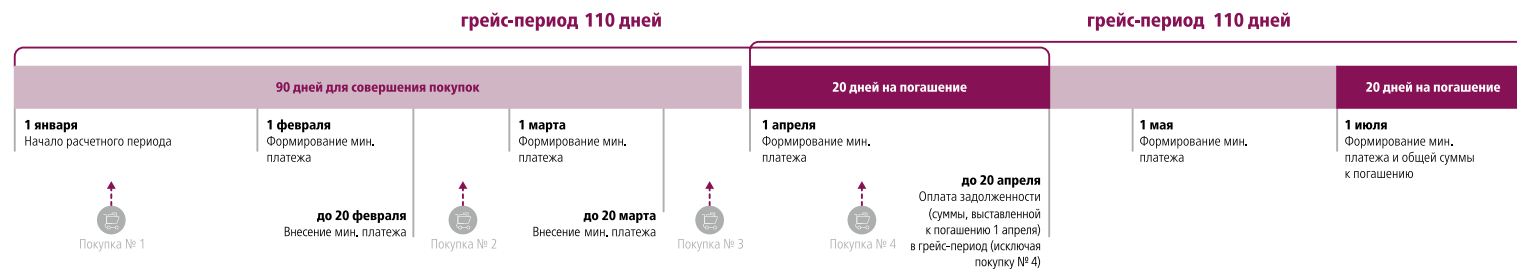 грейс-период 110 дней
грейс-период 110 дней
90 дней для совершения покупок
20 дней на погашение
20 дней на погашение
1 января
Начало расчетного периода
1 февраля
Формирование мин.
платежа
1 марта
Формирование мин.
платежа
1 апреля
Формирование мин.
платежа
1 мая
Формирование мин.
платежа
1 июля
Формирование мин.
платежа и общей суммы
к погашению
до 20 февраля
Внесение мин. платежа
до 20 марта
Внесение мин. платежа
до 20 апреля
Оплата задолженности
(суммы, выставленной
к погашению 1 апреля)
в грейс-период (исключая
покупку № 4)
Покупка № 1
Покупка № 2
Покупка № 3
Покупка № 4